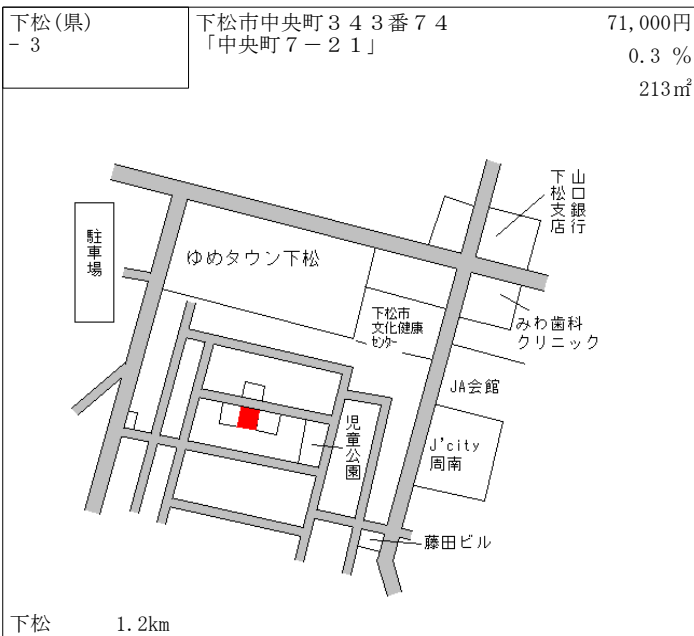 下松(県)
- 3
下松市中央町343番74
「中央町7-21」
71,000円
0.3 %
213㎡
山口銀行
下松支店
駐車場
ゆめタウン下松
下松市
文化健康
センター
みわ歯科
クリニック
JA会館
児童公園
J'city
周南
藤田ビル
下松 1.2km